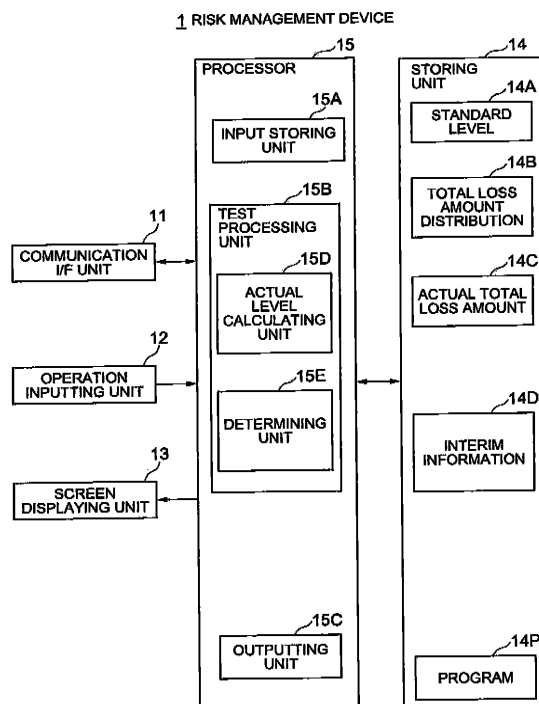 1 RISK MANAGEMENT DEVICE
15
PROCESSOR
15A
INPUT STORING
UNIT
15B
TEST
PROCESSING
UNIT
15D
ACTUAL
LEVEL
CALCULATING
UNIT
15E
DETERMINING
UNIT
15C
OUTPUTTING
UNIT
11
COMMUNICATION
I/F UNIT
12
OPERATION
INPUTTING UNIT
13
SCREEN
DISPLAYING UNIT
14
STORING
UNIT
14A
STANDARD
LEVEL
14B
TOTAL LOSS
AMOUNT
DISTRIBUTION
14C
ACTUAL TOTAL
LOSS AMOUNT
14D
INTERIM
INFORMATION
14P
PROGRAM